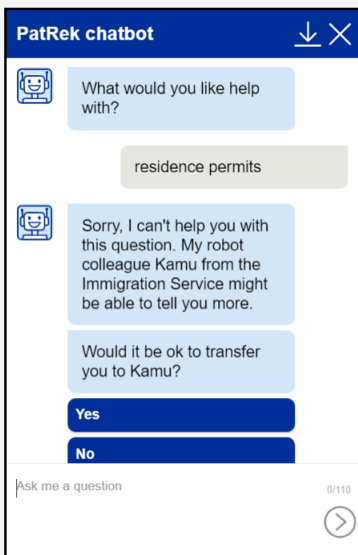 PatRek chatbot
What would you like help
with?
residence permits
Sorry, I can't help you with
this question. My robot
colleague Kamu from the
Immigration Service might
be able to tell you more.
Would it be ok to transfer
you to Kamu?
Yes
No
Ask me a question
0/110